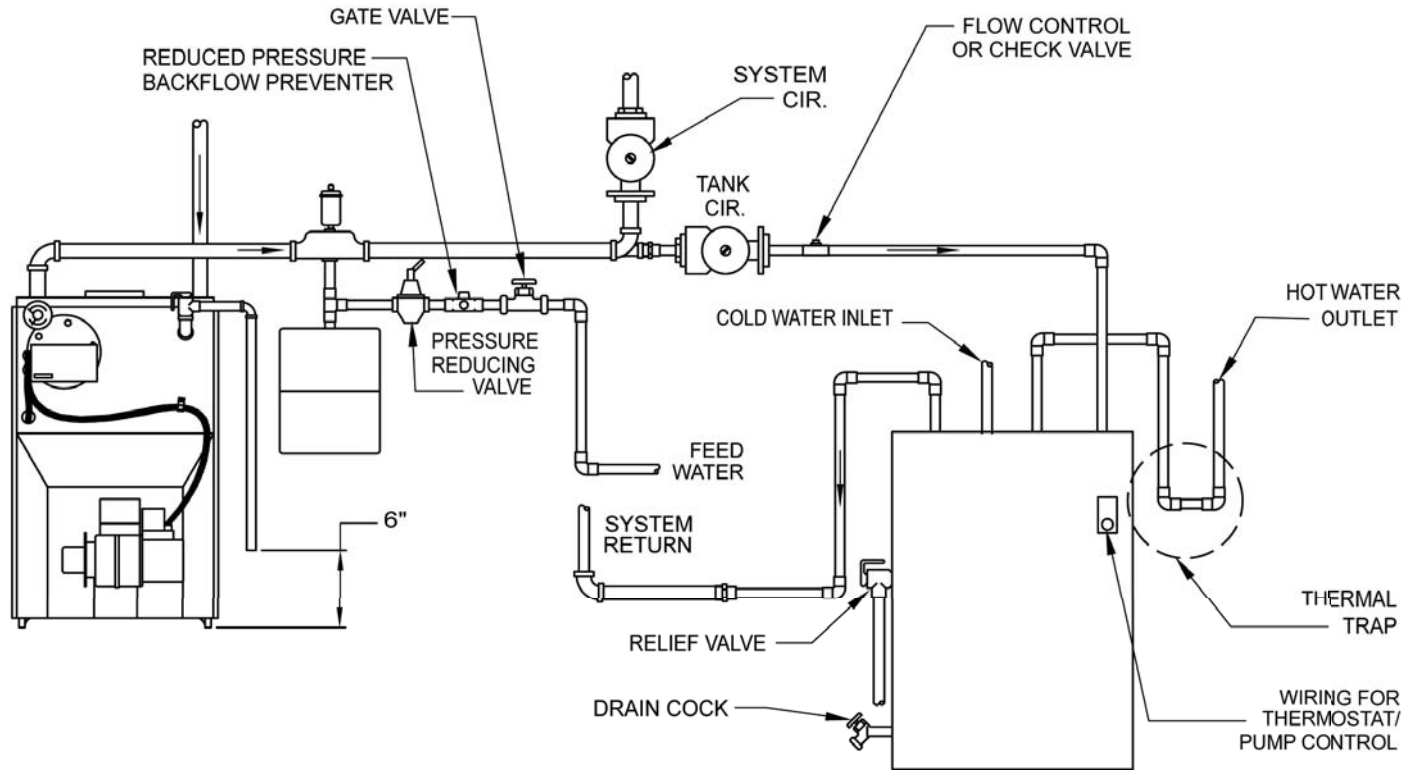 GATE VALVE
REDUCED PRESSURE
BACKFLOW PREVENTER
SYSTEM
CIR.
FLOW CONTROL
OR CHECK VALVE
TANK
CIR.
HOT WATER
OUTLET
COLD WATER INLET
PRESSURE
REDUCING
VALVE
FEED
WATER
6"
SYSTEM
RETURN
THERMAL
TRAP
RELIEF VALVE
DRAIN COCK
WIRING FOR
THERMOSTAT/
PUMP CONTROL